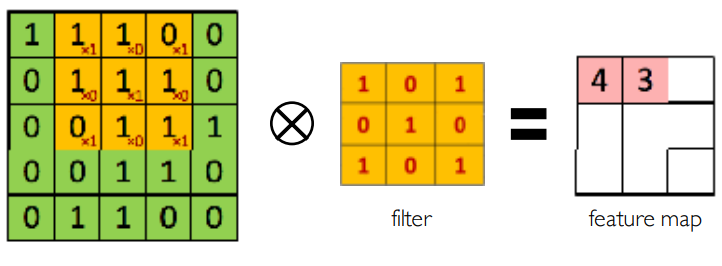 1 1×1 1×0 0×1 0
0 1×0 1×1 1×0 0
0 0×1 1×0 1×1 1
0 0 1 1 0
0 1 1 0 0
1 0 1
0 1 0
1 0 1
filter
=
4 3
feature map